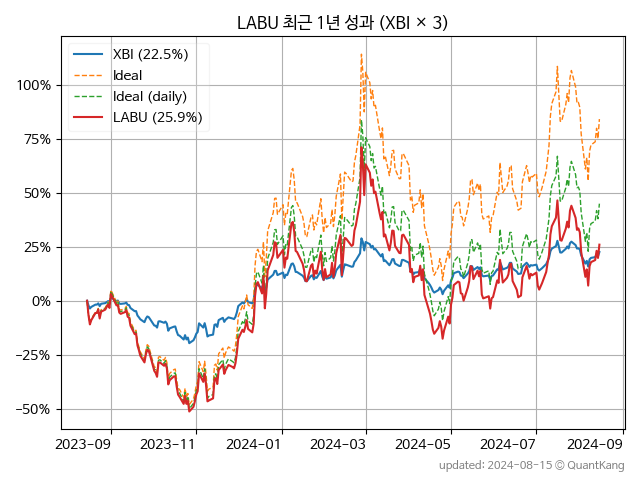 LABU 최근 1년 성과 (XBI × 3)
XBI (22.5%)
Ideal
Ideal (daily)
LABU (25.9%)
100%
75%
50%
25%
0%
−25%
−50%
2023-09 2023-11 2024-01 2024-03 2024-05 2024-07 2024-09
updated: 2024-08-15 ⓒ QuantKang